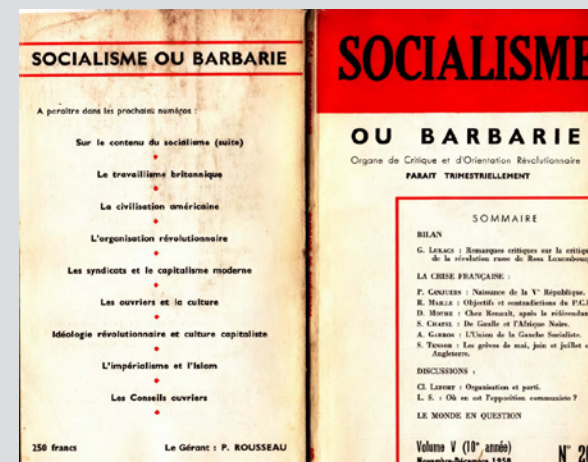 SOCIALISME OU BARBARIE
A paraître dans les prochains numéros :
Sur le contenu du socialisme (suite)
Le travaillisme britannique
La civilisation américaine
L'organisation révolutionnaire
Les syndicats et le capitalisme moderne
Les ouvriers et la culture
Idéologie révolutionnaire et culture capitaliste
L'impérialisme et l'Islam
Les Conseils ouvriers
250 francs
Le Gérant : P. ROUSSEAU
SOCIALISME
OU BARBARIE
Organe de Critique et d'Orientation Révolutionnaire
PARAIT TRIMESTRIELLEMENT
SOMMAIRE
BILAN
G. LUKACS : Remarques critiques sur la critique
de la révolution russe de Rosa Luxembourg
LA CRISE FRANÇAISE :
P. CANJUERS : Naissance de la Vᵉ République.
R. MAILLE : Objectifs et contradictions du P.C.
D. MOTHE : Chez Renault, après le référendum
S. CHATEL : De Gaulle et l'Afrique Noire.
A. GARROS : L'Union de la Gauche Socialiste.
S. TENSOR : Les grèves de mai, juin et juillet
Angleterre.
DISCUSSIONS :
Cl. LEFORT : Organisation et parti.
L. S. : Où en est l'opposition communiste ?
LE MONDE EN QUESTION
Volume V (10ᵉ année)
Novembre-Décembre 1958
N° 2